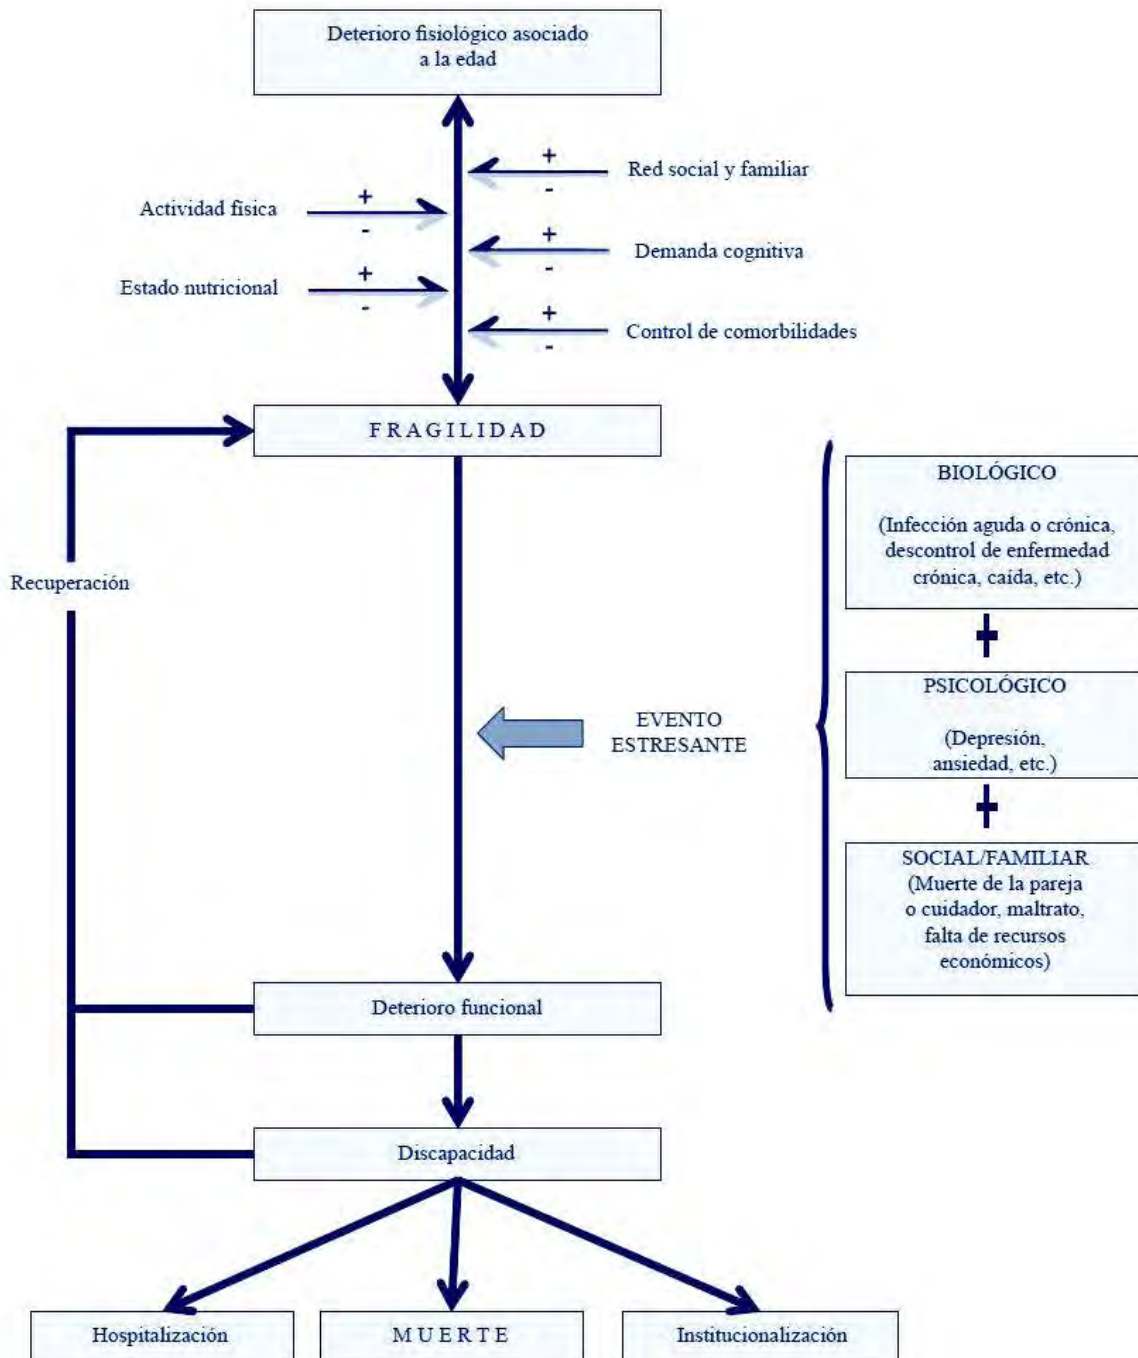 Deterioro fisiológico asociado
a la edad
+
-
Red social y familiar
Actividad física
+
-
+
-
Demanda cognitiva
Estado nutricional
+
-
+
-
Control de comorbilidades
F R A G I L I D A D
BIOLÓGICO
(Infección aguda o crónica,
descontrol de enfermedad
crónica, caída, etc.)
Recuperación
+
PSICOLÓGICO
(Depresión,
ansiedad, etc.)
EVENTO
ESTRESANTE
+
SOCIAL/FAMILIAR
(Muerte de la pareja
o cuidador, maltrato,
falta de recursos
económicos)
Deterioro funcional
Discapacidad
Hospitalización
M U E R T E
Institucionalización